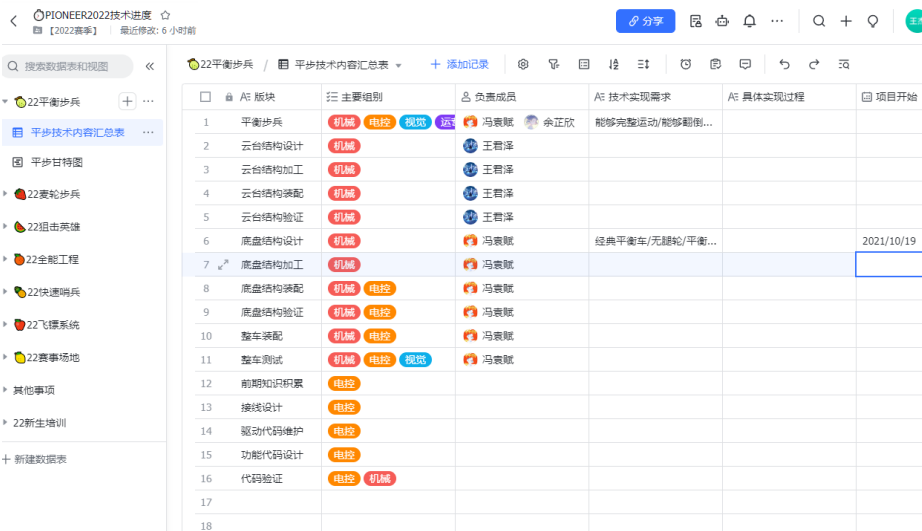 PIONEER2022技术进度
【2022赛季】 最近修改: 6 小时前
分享
搜索数据表和视图
22平衡步兵 / 平步技术内容汇总表
添加记录
22平衡步兵
平步技术内容汇总表
平步甘特图
22麦轮步兵
22狙击英雄
22全能工程
22快速哨兵
22飞镖系统
22赛事场地
其他事项
22新生培训
新建数据表
版块 主要组别 负责成员 技术实现需求 具体实现过程 项目开始
1 平衡步兵 机械 电控 视觉 冯袁赋 余正欣 能够完整运动/能够翻倒...
2 云台结构设计 机械 王君泽
3 云台结构加工 机械 王君泽
4 云台结构装配 机械 王君泽
5 云台结构验证 机械 王君泽
6 底盘结构设计 机械 冯袁赋 经典平衡车/无腿轮/平衡... 2021/10/19
7 底盘结构加工 机械 冯袁赋
8 底盘结构装配 机械 电控 冯袁赋
9 底盘结构验证 机械 电控 冯袁赋
10 整车装配 机械 电控 冯袁赋
11 整车测试 机械 电控 视觉 冯袁赋
12 前期知识积累 电控
13 接线设计 电控
14 驱动代码维护 电控
15 功能代码设计 电控
16 代码验证 电控 机械
17
18